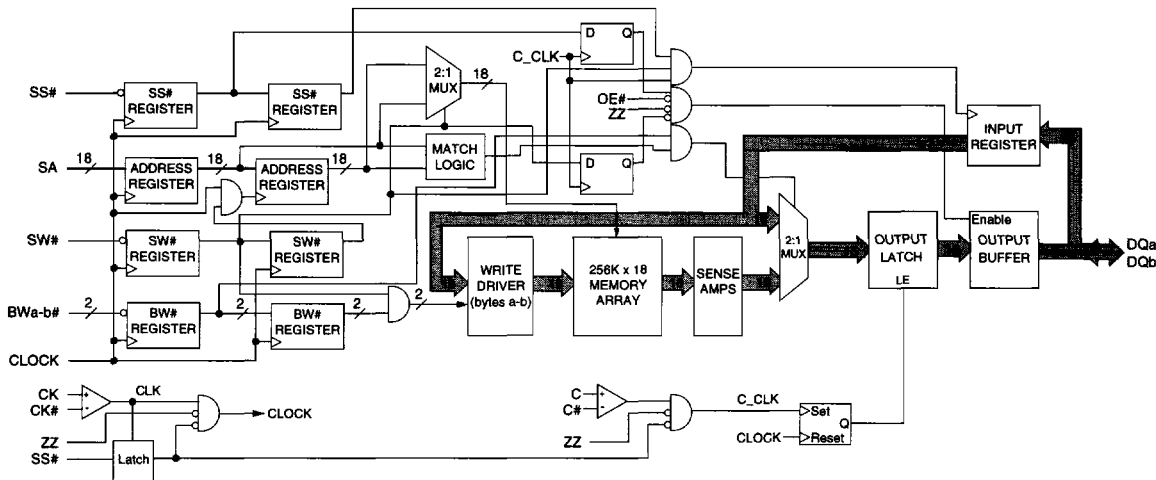 SS#
SS# REGISTER
SS# REGISTER
2:1 MUX
18
C_CLK
D Q
OE#
ZZ
SA
18
ADDRESS REGISTER
18
ADDRESS REGISTER
18
MATCH LOGIC
D Q
INPUT REGISTER
SW#
SW# REGISTER
SW# REGISTER
WRITE DRIVER (bytes a-b)
256K x 18 MEMORY ARRAY
SENSE AMPS
2:1 MUX
OUTPUT LATCH
LE
Enable
OUTPUT BUFFER
DQa
DQb
BWa-b#
2
BW# REGISTER
2
BW# REGISTER
2
2
CLOCK
CK
CK#
+
-
CLK
CLOCK
ZZ
SS#
Latch
C
C#
+
-
ZZ
C_CLK
CLOCK
Set
Q
Reset